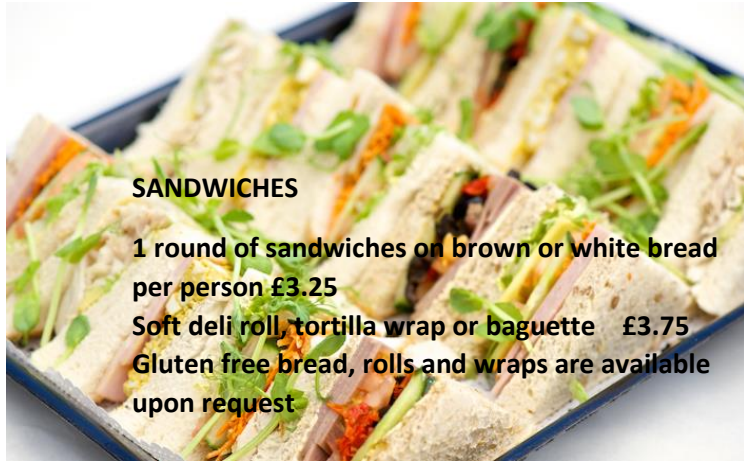 SANDWICHES
1 round of sandwiches on brown or white bread
per person £3.25
Soft deli roll, tortilla wrap or baguette £3.75
Gluten free bread, rolls and wraps are available
upon request